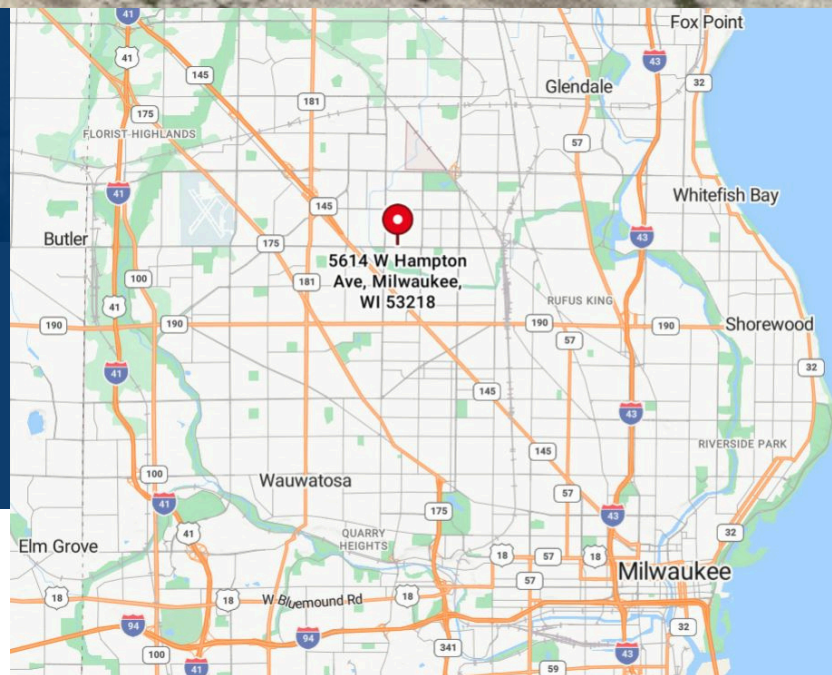 41
Fox Point
41
43
145
32
Glendale
181
175
FLORIST HIGHLANDS
57
41
Whitefish Bay
145
Butler
175
43
5614 W Hampton
Ave, Milwaukee,
WI 53218
100
181
41
RUFUS KING
190
190
190
190
Shorewood
57
41
32
145
43
RIVERSIDE PARK
145
100
Wauwatosa
57
41
175
43
41
QUARRY
HEIGHTS
32
Elm Grove
18
57
18
57
Milwaukee
18
18
W Bluemound Rd
18
94
94
32
100
341
43
41
59